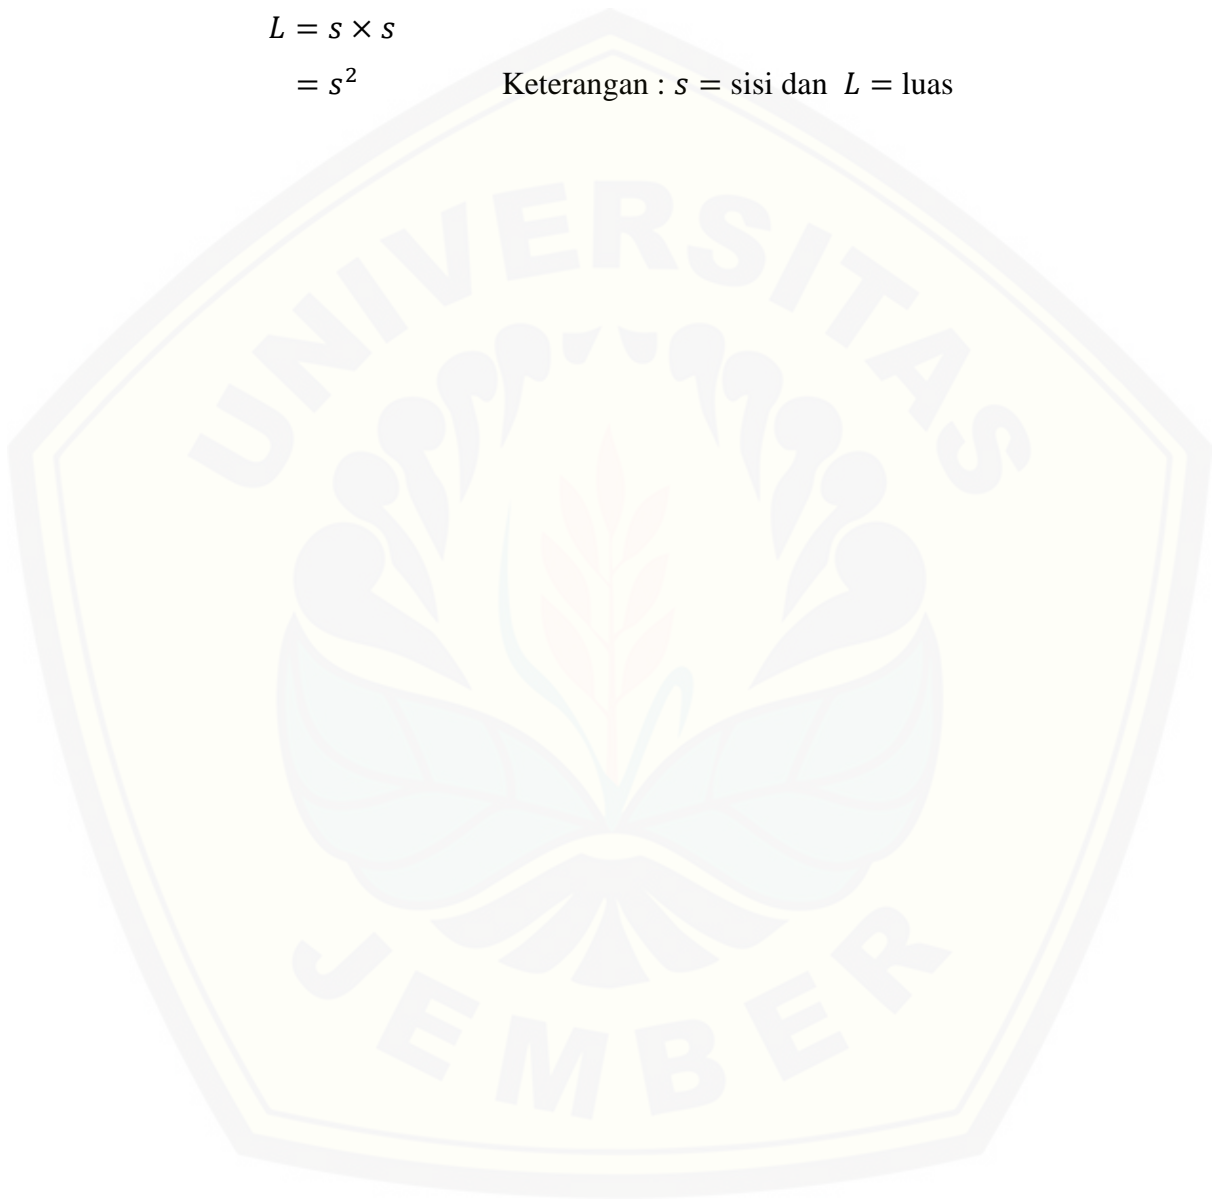 L = s × s
= s² Keterangan : s = sisi dan L = luas
UNIVERSITAS
JEMBER